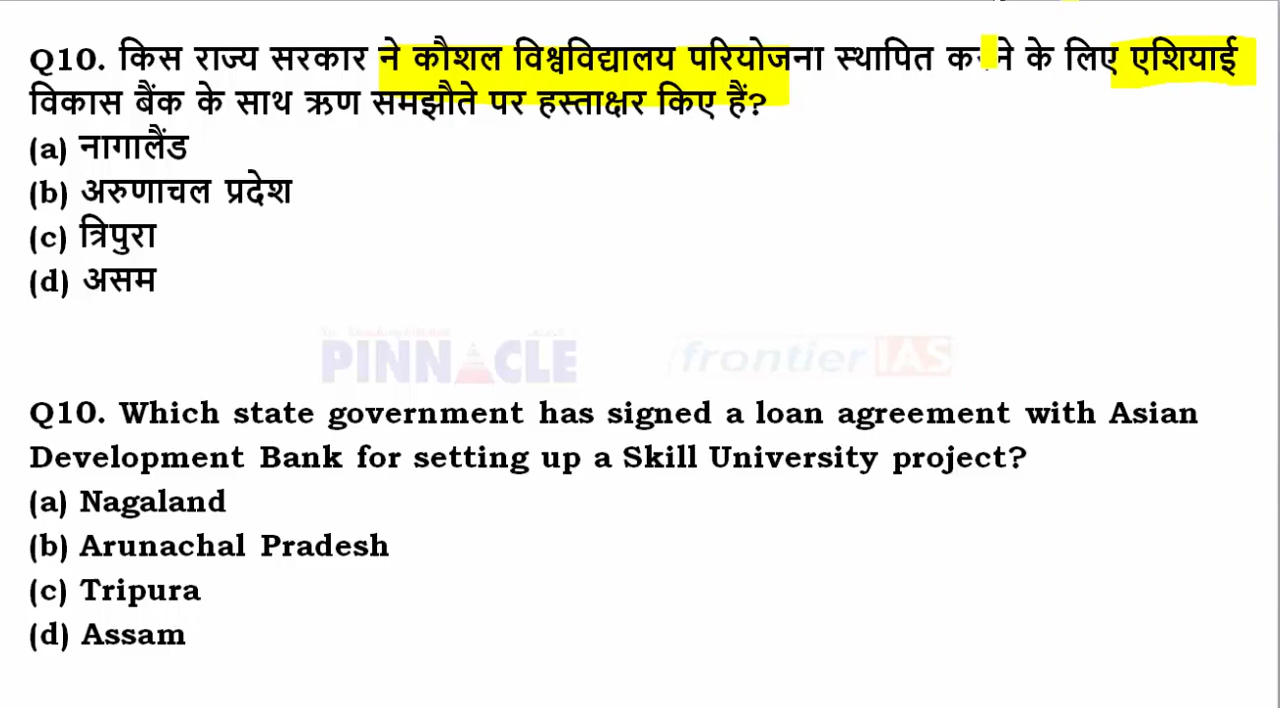 Q10. किस राज्य सरकार ने कौशल विश्वविद्यालय परियोजना स्थापित करने के लिए एशियाई
विकास बैंक के साथ ऋण समझौते पर हस्ताक्षर किए हैं?
(a) नागालैंड
(b) अरुणाचल प्रदेश
(c) त्रिपुरा
(d) असम
PINNACLE frontier IAS
Q10. Which state government has signed a loan agreement with Asian
Development Bank for setting up a Skill University project?
(a) Nagaland
(b) Arunachal Pradesh
(c) Tripura
(d) Assam